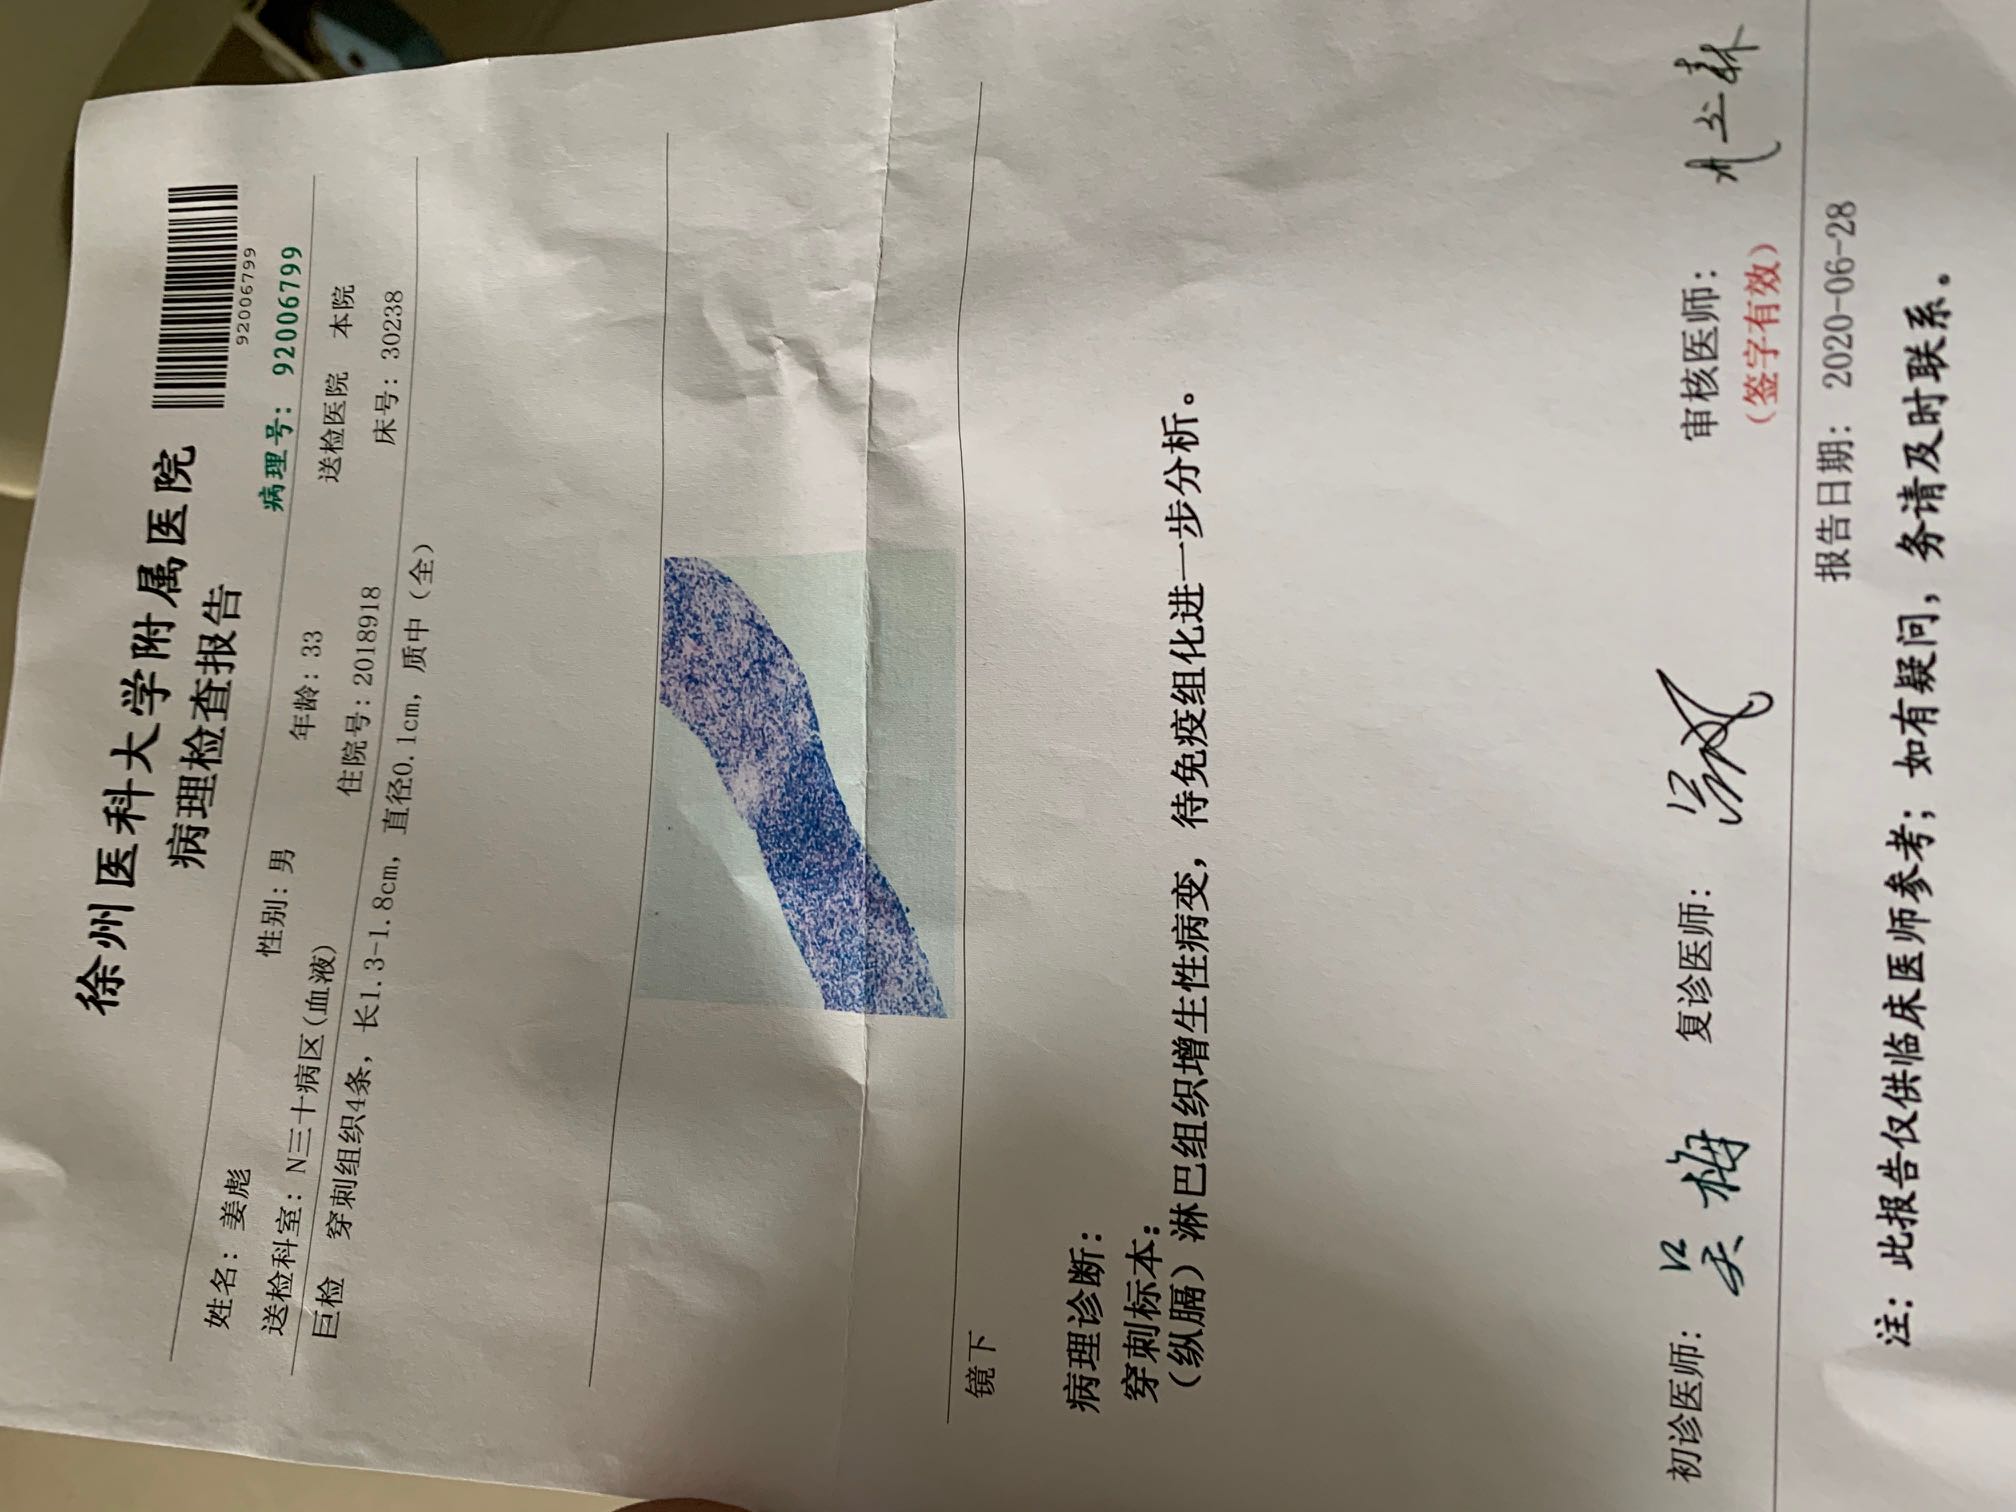 徐州医科大学附属医院
病理检查报告
92006799
病理号：92006799
姓名：姜彪 性别：男 年龄：33 送检医院 本院
送检科室：N三十病区(血液) 住院号：2018918 床号：30238
巨检 穿刺组织4条，长1.3-1.8cm，直径0.1cm，质中（全）
镜下
病理诊断：
穿刺标本：
（纵膈）淋巴组织增生性病变，待免疫组化进一步分析。
初诊医师：吴梅 复诊医师： 审核医师：
（签字有效）
报告日期：2020-06-28
注：此报告仅供临床医师参考；如有疑问，务请及时联系。